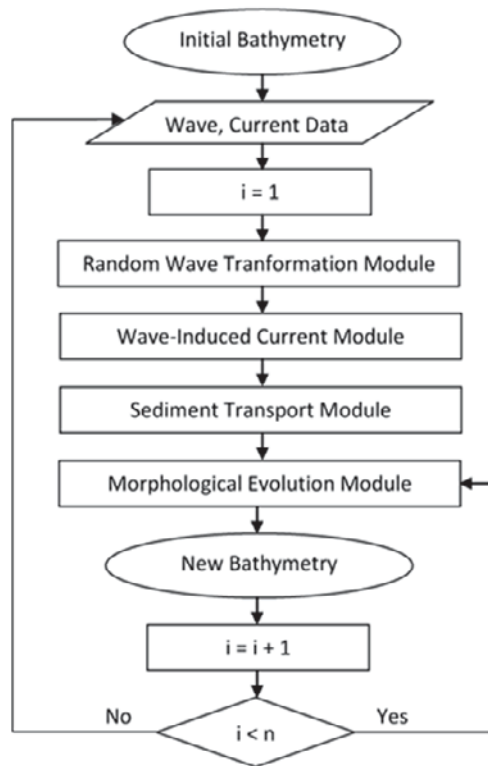 Initial Bathymetry
Wave, Current Data
i = 1
Random Wave Tranformation Module
Wave-Induced Current Module
Sediment Transport Module
Morphological Evolution Module
New Bathymetry
i = i + 1
No
i < n
Yes